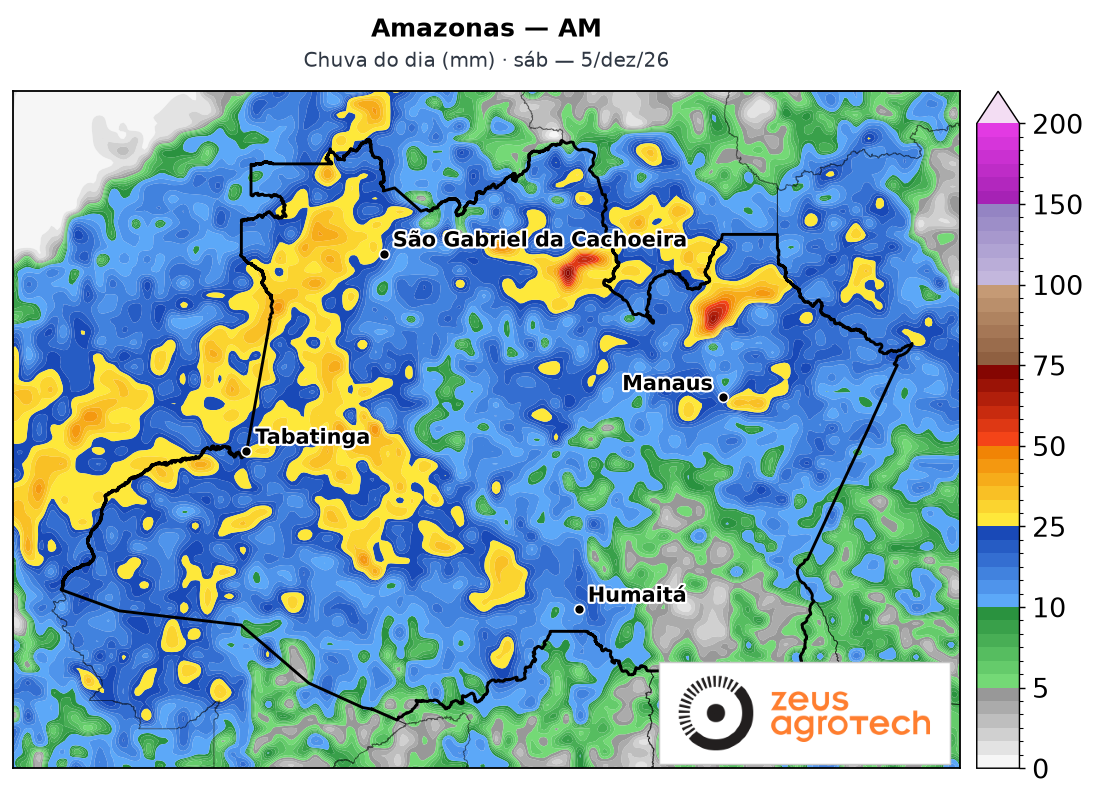 Amazonas — AM
Chuva do dia (mm) · sáb — 5/dez/26
São Gabriel da Cachoeira
Manaus
Tabatinga
Humaitá
200
150
100
75
50
25
10
5
0
zeus
agrotech